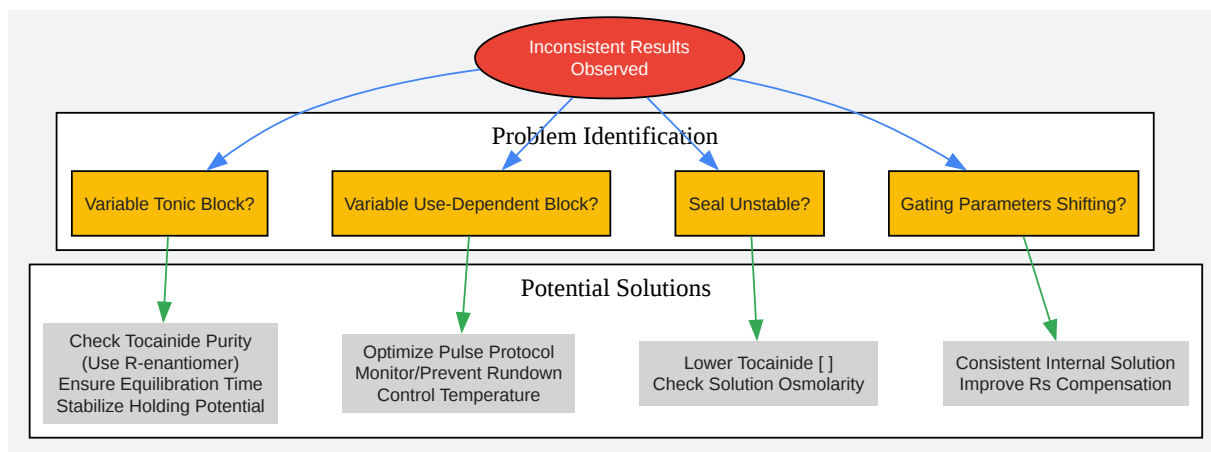 Inconsistent Results
Observed
Problem Identification
Variable Tonic Block?
Variable Use-Dependent Block?
Seal Unstable?
Gating Parameters Shifting?
Potential Solutions
Check Tocainide Purity
(Use R-enantiomer)
Ensure Equilibration Time
Stabilize Holding Potential
Optimize Pulse Protocol
Monitor/Prevent Rundown
Control Temperature
Lower Tocainide [ ]
Check Solution Osmolarity
Consistent Internal Solution
Improve Rs Compensation